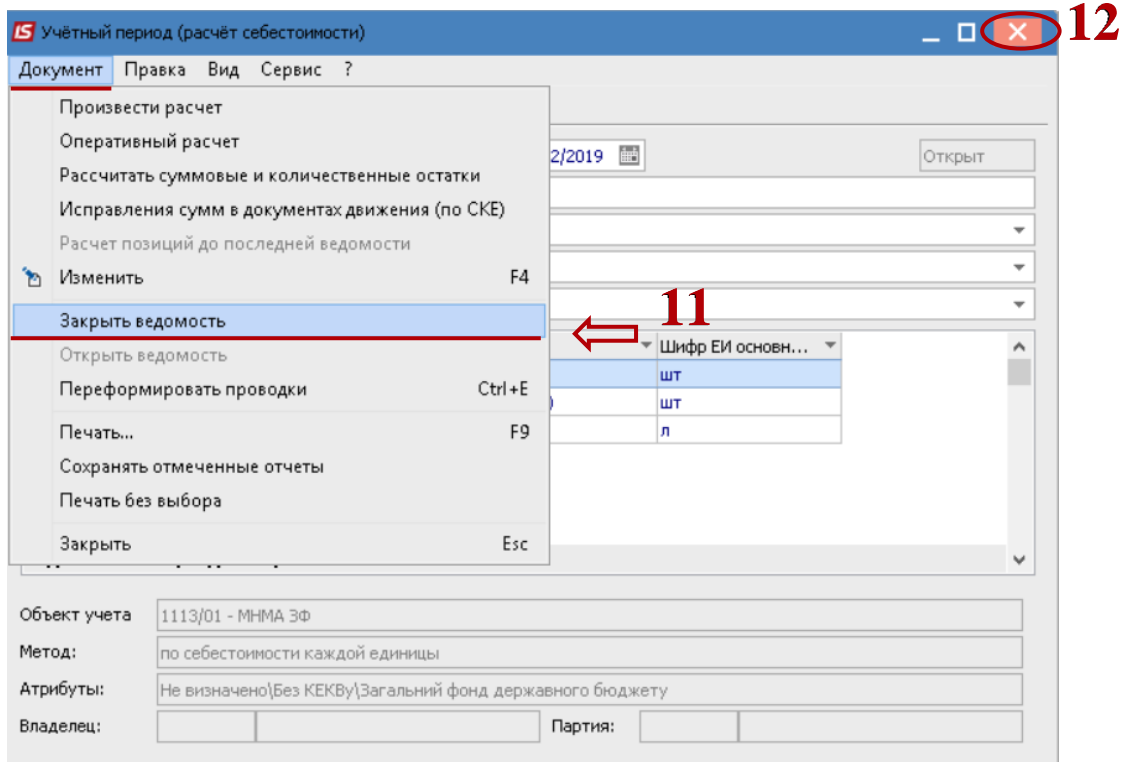 IS Учётный период (расчёт себестоимости)
12
Документ Правка Вид Сервис ?
Произвести расчет
Оперативный расчет
2/2019
Открыт
Рассчитать суммовые и количественные остатки
Исправления сумм в документах движения (по СКЕ)
Расчет позиций до последней ведомости
Изменить F4
11
Закрыть ведомость
Шифр ЕИ основн...
Открыть ведомость
шт
Переформировать проводки Ctrl+E
) шт
Печать... F9
л
Сохранять отмеченные отчеты
Печать без выбора
Закрыть Esc
Объект учета 1113/01 - МНМА ЗФ
Метод: по себестоимости каждой единицы
Атрибуты: Не визначено\Без КЕКВу\Загальний фонд державного бюджету
Владелец: Партия: